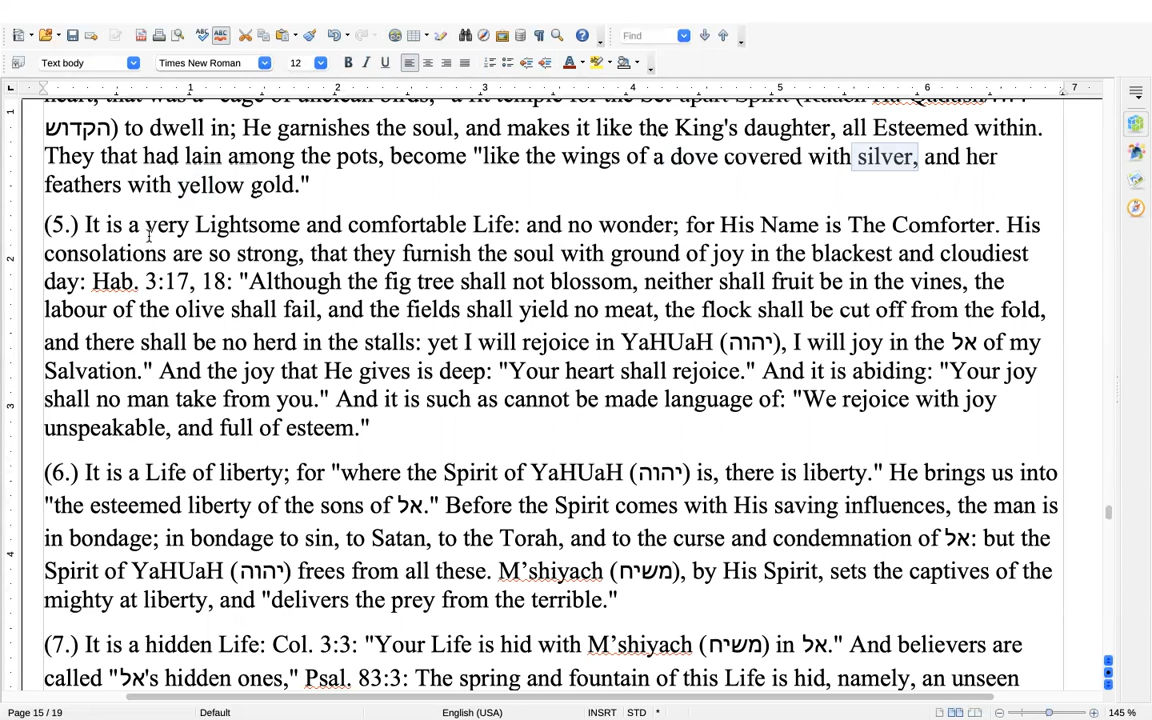 Find
Text body
Times New Roman
12
1 2 3 4 5 6 7
הקדוש) to dwell in; He garnishes the soul, and makes it like the King's daughter, all Esteemed within.
They that had lain among the pots, become "like the wings of a dove covered with silver, and her
feathers with yellow gold."
(5.) It is a very Lightsome and comfortable Life: and no wonder; for His Name is The Comforter. His
consolations are so strong, that they furnish the soul with ground of joy in the blackest and cloudiest
day: Hab. 3:17, 18: "Although the fig tree shall not blossom, neither shall fruit be in the vines, the
labour of the olive shall fail, and the fields shall yield no meat, the flock shall be cut off from the fold,
and there shall be no herd in the stalls: yet I will rejoice in YaHUaH (יהוה), I will joy in the אל of my
Salvation." And the joy that He gives is deep: "Your heart shall rejoice." And it is abiding: "Your joy
shall no man take from you." And it is such as cannot be made language of: "We rejoice with joy
unspeakable, and full of esteem."
(6.) It is a Life of liberty; for "where the Spirit of YaHUaH (יהוה) is, there is liberty." He brings us into
"the esteemed liberty of the sons of אל." Before the Spirit comes with His saving influences, the man is
in bondage; in bondage to sin, to Satan, to the Torah, and to the curse and condemnation of אל: but the
Spirit of YaHUaH (יהוה) frees from all these. M’shiyach (משיח), by His Spirit, sets the captives of the
mighty at liberty, and "delivers the prey from the terrible."
(7.) It is a hidden Life: Col. 3:3: "Your Life is hid with M’shiyach (משיח) in אל." And believers are
called "אל's hidden ones," Psal. 83:3: The spring and fountain of this Life is hid, namely, an unseen
Page 15 / 19
Default
English (USA)
INSRT
STD
*
145 %